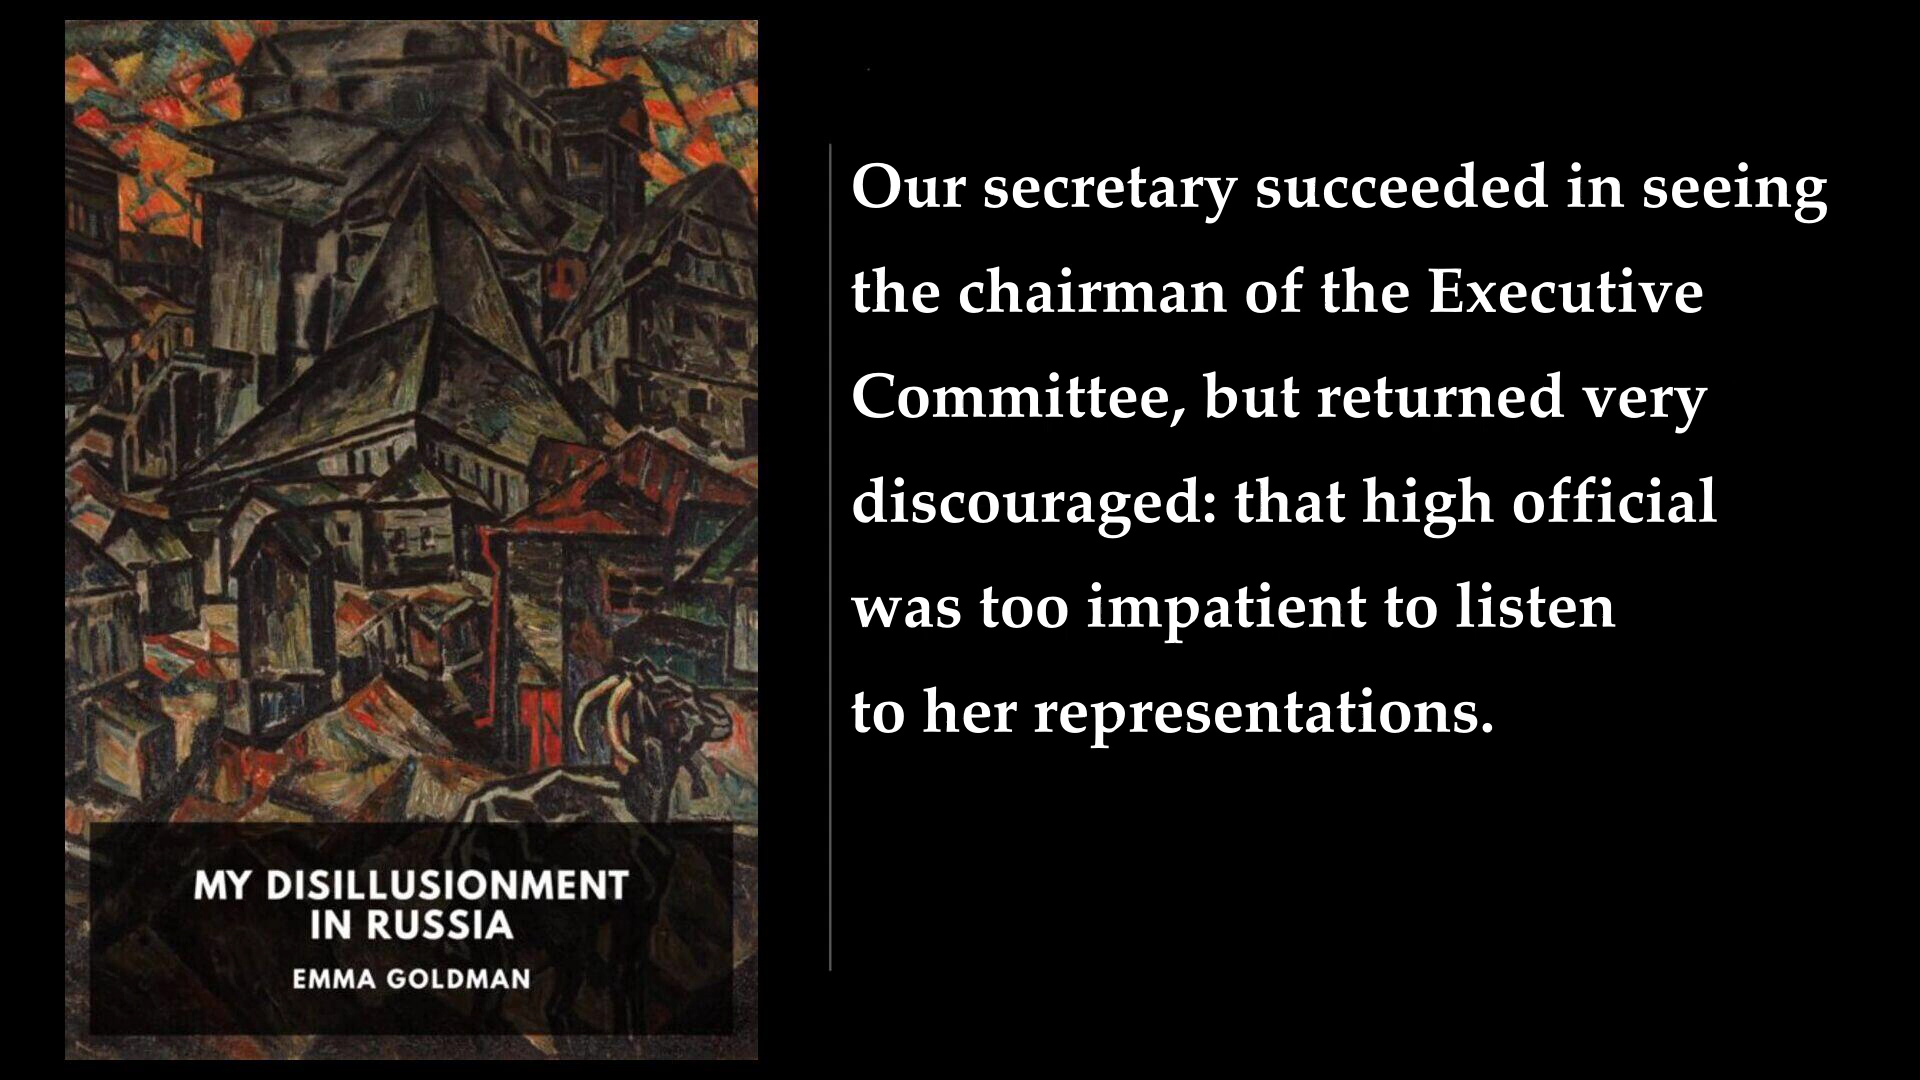 MY DISILLUSIONMENT
IN RUSSIA
EMMA GOLDMAN
Our secretary succeeded in seeing
the chairman of the Executive
Committee, but returned very
discouraged: that high official
was too impatient to listen
to her representations.